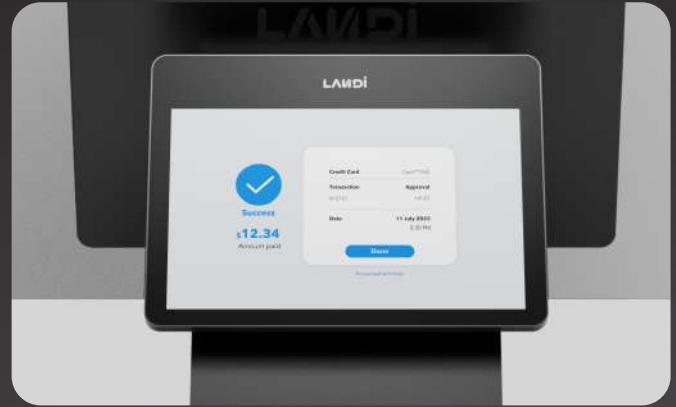 LANDI
LANDI
Success
$12.34
Amount paid
Credit Card
Transaction
Approval
Date
11 July 2023
Done